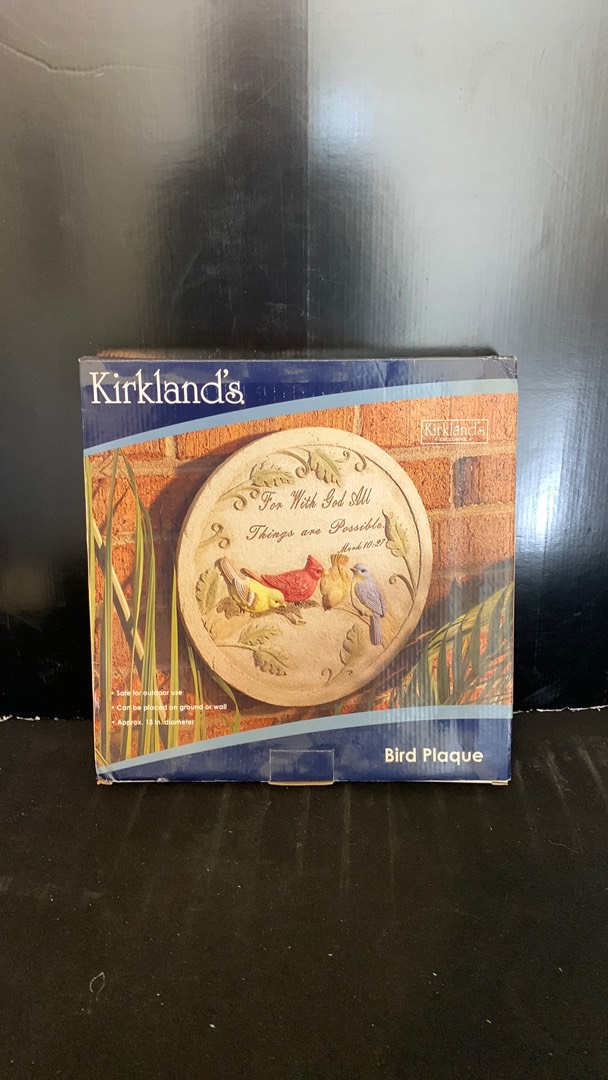 Kirkland's
Kirkland's
EXCLUSIVE
For With God All
Things are Possible.
Mark 10:27
• Safe for outdoor use
• Can be placed on ground or wall
• Approx. 13 in. diameter
Bird Plaque